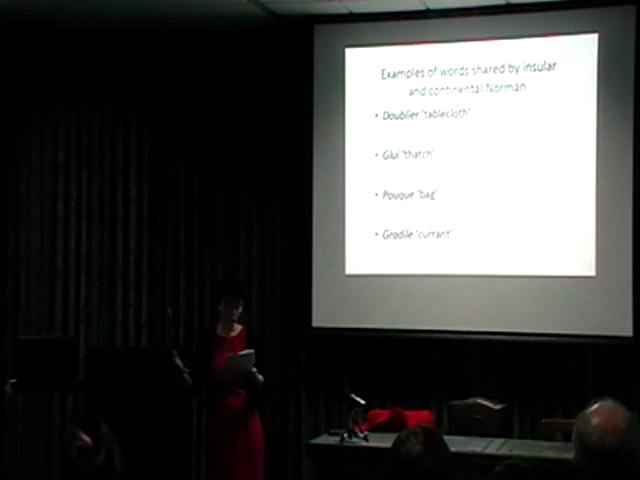 Examples of words shared by insular
and continental Norman
• Doublier 'tablecloth'
• Glui 'thatch'
• Pouque 'bag'
• Grodile 'currant'